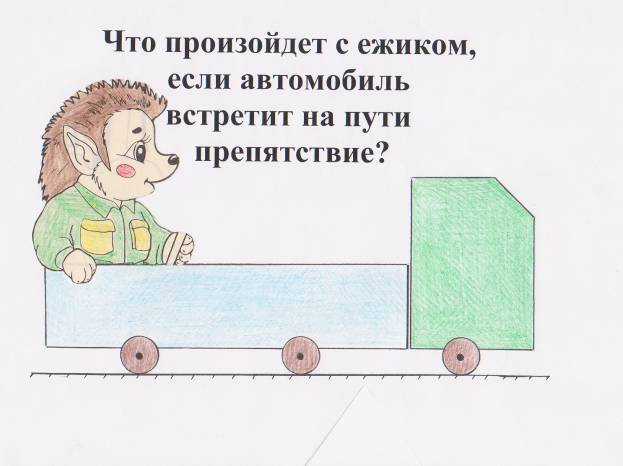 Что произойдет с ежиком,
если автомобиль
встретит на пути
препятствие?